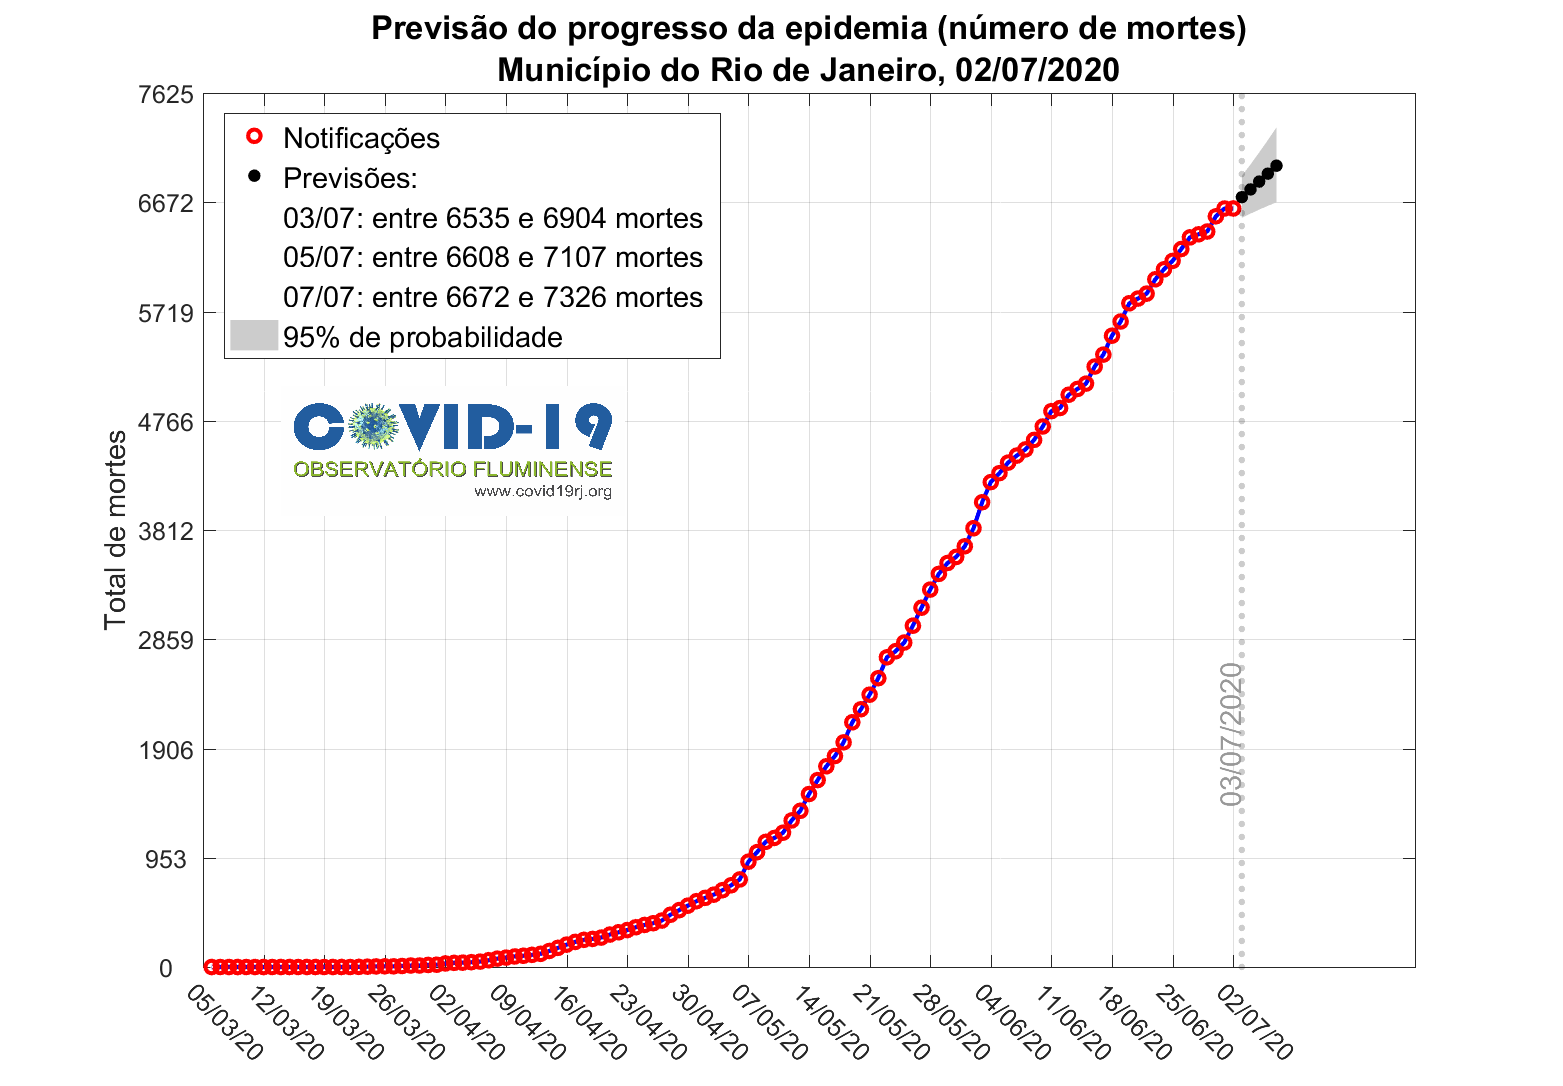 Previsão do progresso da epidemia (número de mortes)
Município do Rio de Janeiro, 02/07/2020
Notificações
Previsões:
03/07: entre 6535 e 6904 mortes
05/07: entre 6608 e 7107 mortes
07/07: entre 6672 e 7326 mortes
95% de probabilidade
COVID-19
OBSERVATÓRIO FLUMINENSE
www.covid19rj.org
Total de mortes
7625
6672
5719
4766
3812
2859
1906
953
0
03/07/2020
05/03/20
12/03/20
19/03/20
26/03/20
02/04/20
09/04/20
16/04/20
23/04/20
30/04/20
07/05/20
14/05/20
21/05/20
28/05/20
04/06/20
11/06/20
18/06/20
25/06/20
02/07/20